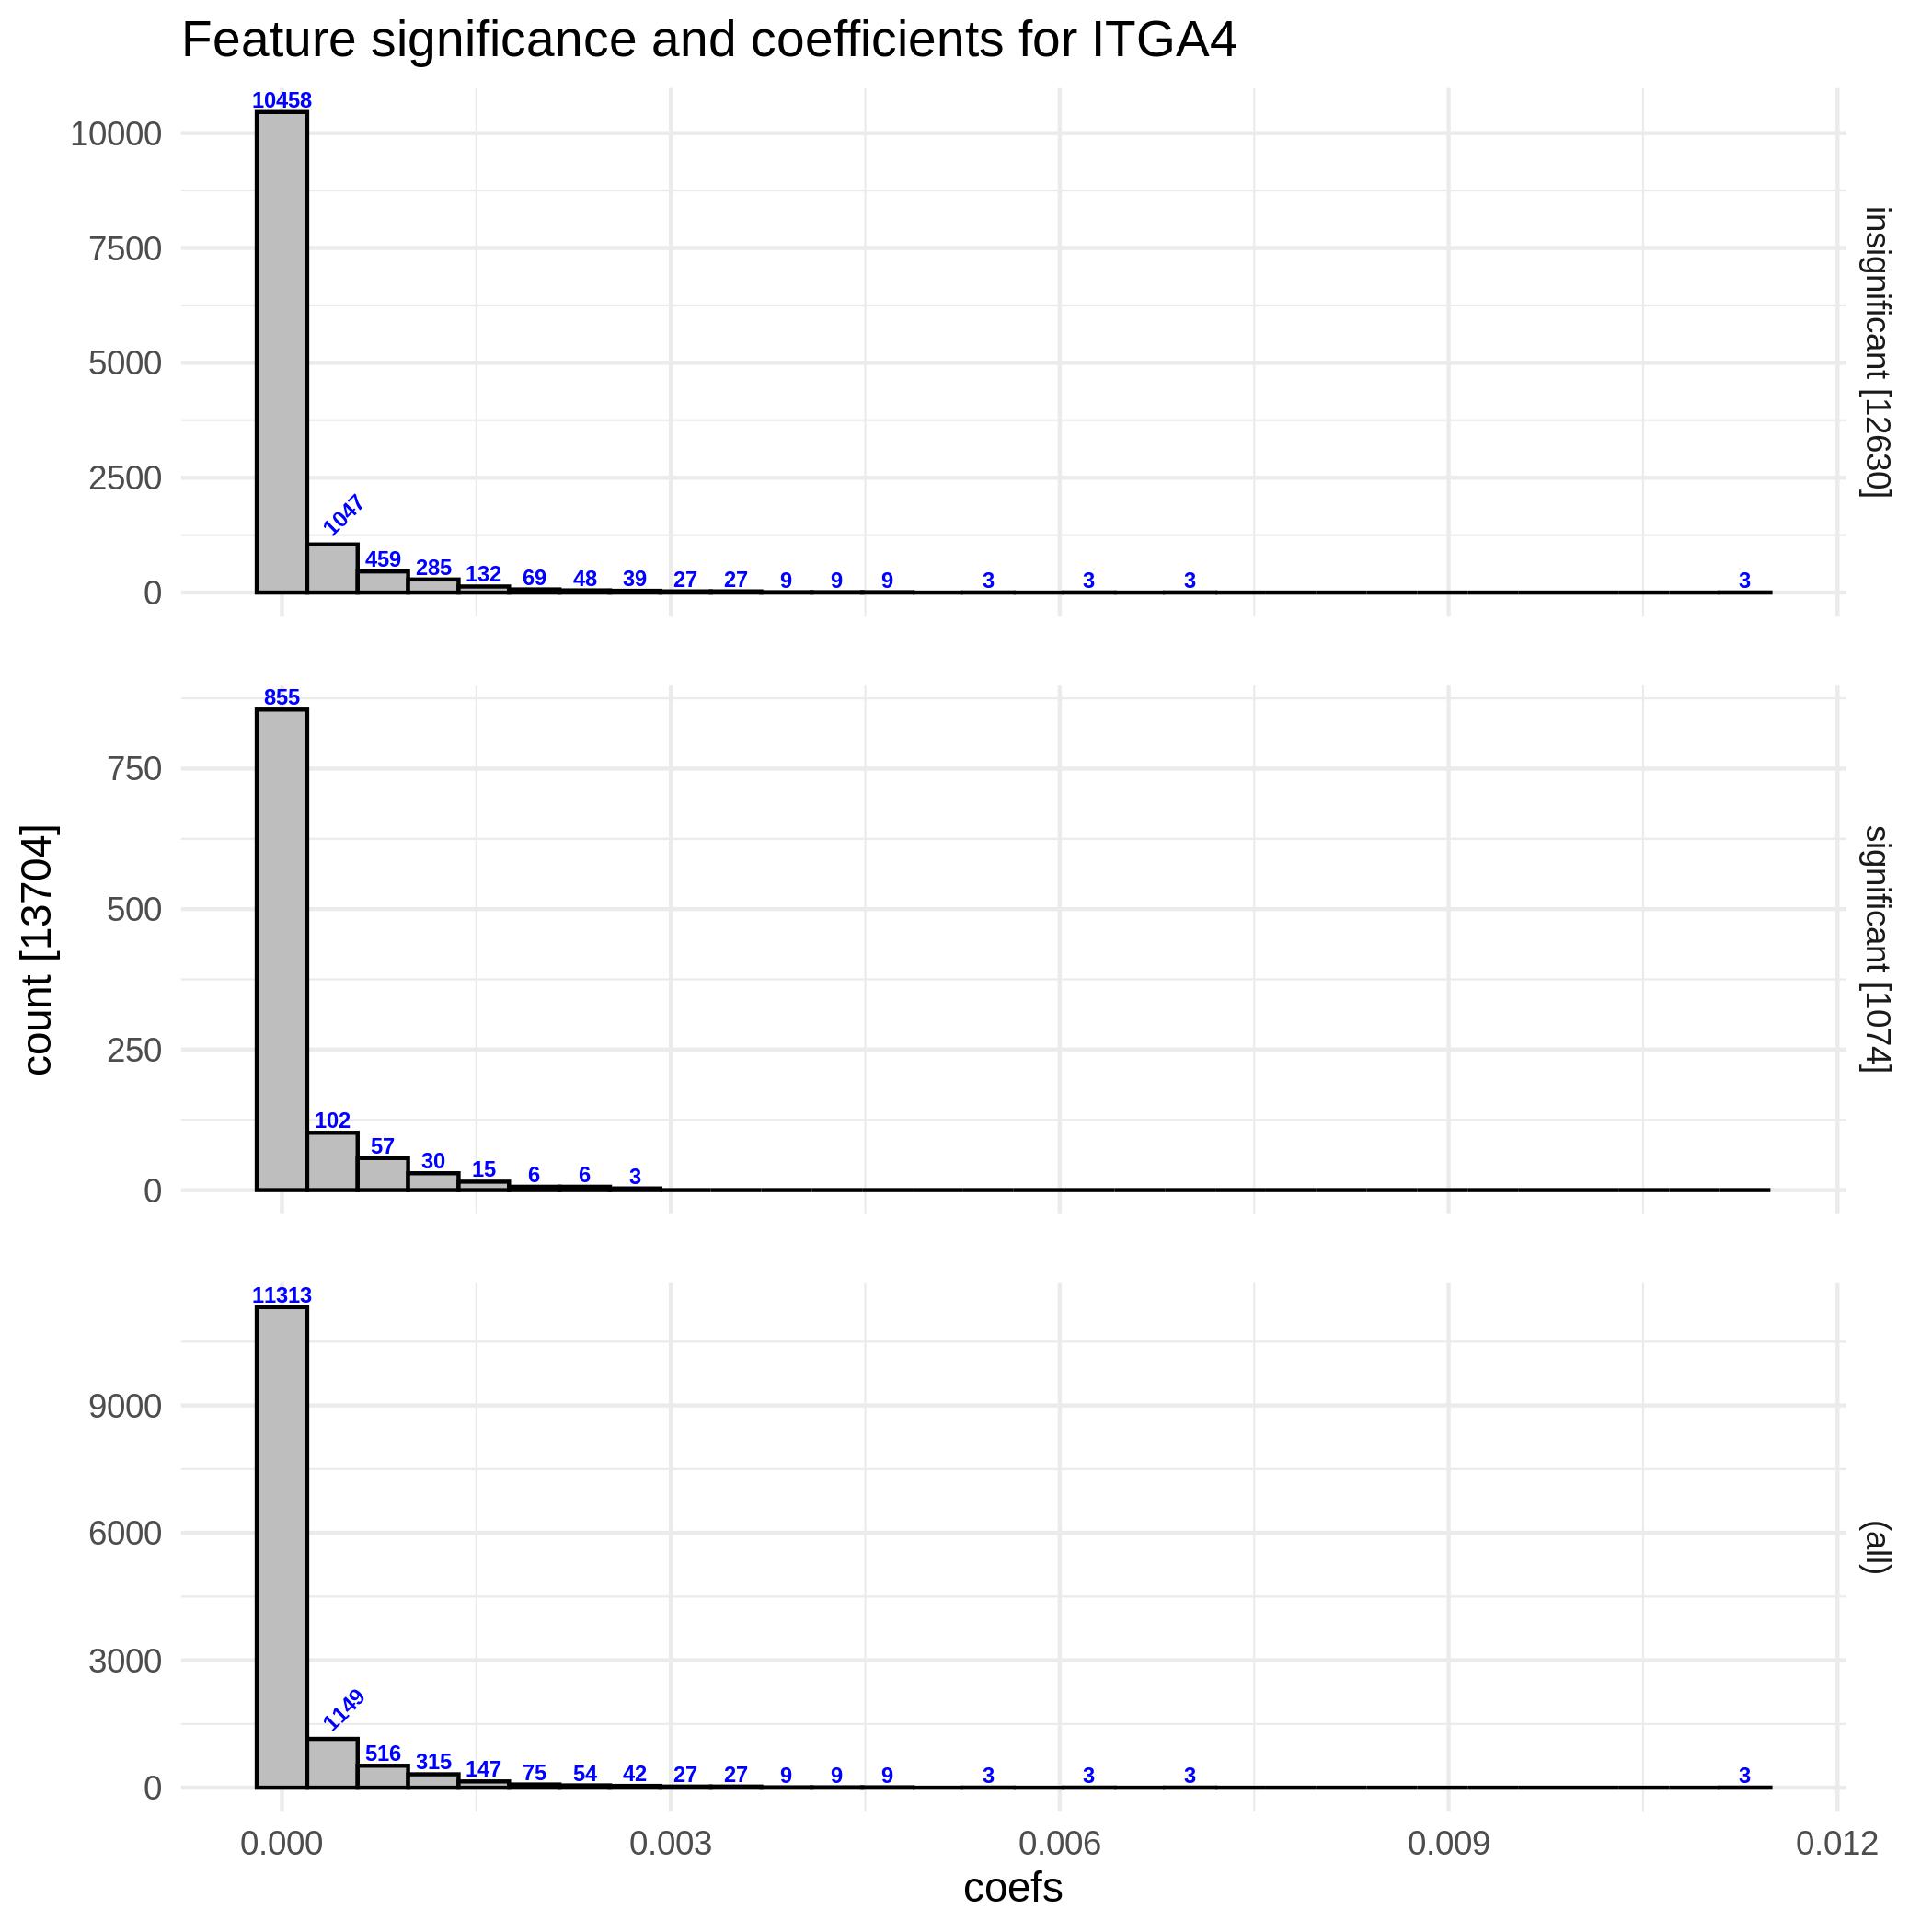 Feature significance and coefficients for ITGA4
10458
10000
7500
5000
2500
0
1047
459 285 132 69 48 39 27 27 9 9 9 3 3 3 3
insignificant [12630]
855
750
500
250
0
102
57
30
15
6 6 3
significant [1074]
count [13704]
11313
9000
6000
3000
0
1149
516 315 147 75 54 42 27 27 9 9 9 3 3 3 3
(all)
0.000 0.003 0.006 0.009 0.012
coefs